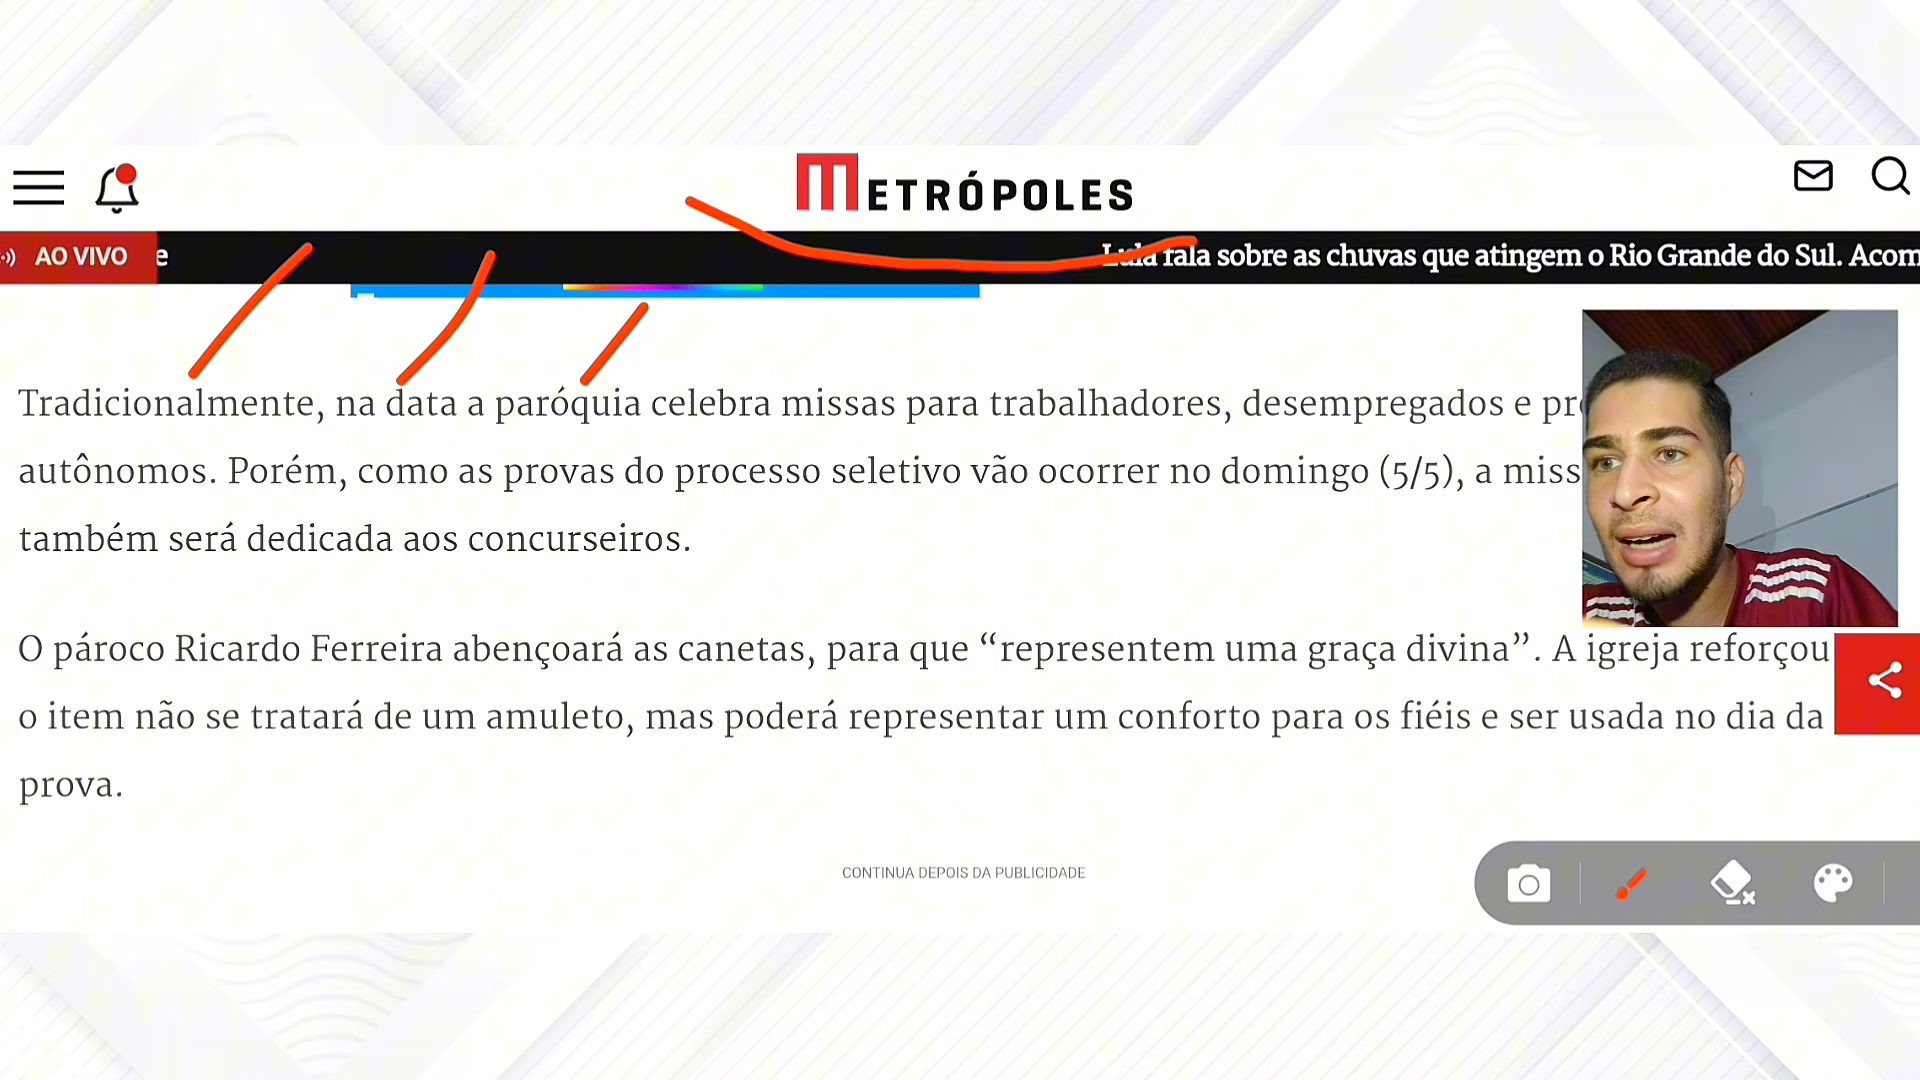 METRÓPOLES
AO VIVO e Lula fala sobre as chuvas que atingem o Rio Grande do Sul. Acom
Tradicionalmente, na data a paróquia celebra missas para trabalhadores, desempregados e pr
autônomos. Porém, como as provas do processo seletivo vão ocorrer no domingo (5/5), a miss
também será dedicada aos concurseiros.
O pároco Ricardo Ferreira abençoará as canetas, para que “representem uma graça divina”. A igreja reforçou
o item não se tratará de um amuleto, mas poderá representar um conforto para os fiéis e ser usada no dia da
prova.
CONTINUA DEPOIS DA PUBLICIDADE